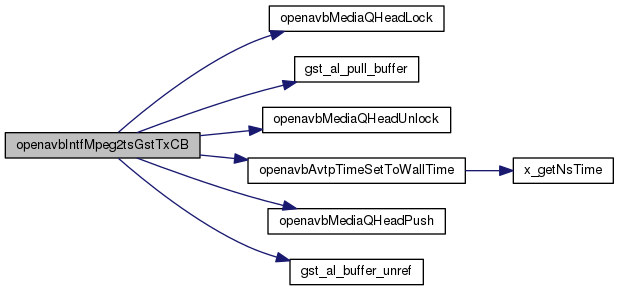 openavbMediaQHeadLock
gst_al_pull_buffer
openavbMediaQHeadUnlock
openavbIntfMpeg2tsGstTxCB
openavbAvtpTimeSetToWallTime
x_getNsTime
openavbMediaQHeadPush
gst_al_buffer_unref